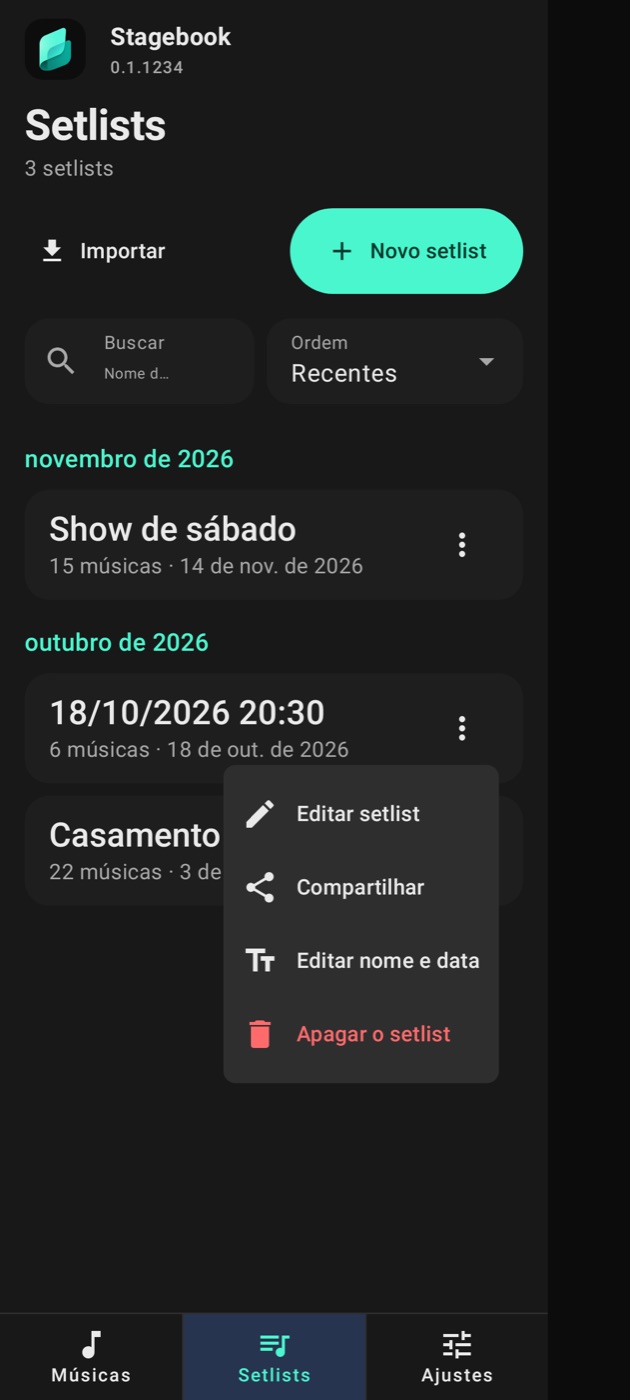 Stagebook
0.1.1234
Setlists
3 setlists
Importar
Novo setlist
Buscar
Nome d…
Ordem
Recentes
novembro de 2026
Show de sábado
15 músicas · 14 de nov. de 2026
outubro de 2026
18/10/2026 20:30
6 músicas · 18 de out. de 2026
Casamento
22 músicas · 3 de
Editar setlist
Compartilhar
Editar nome e data
Apagar o setlist
Músicas
Setlists
Ajustes